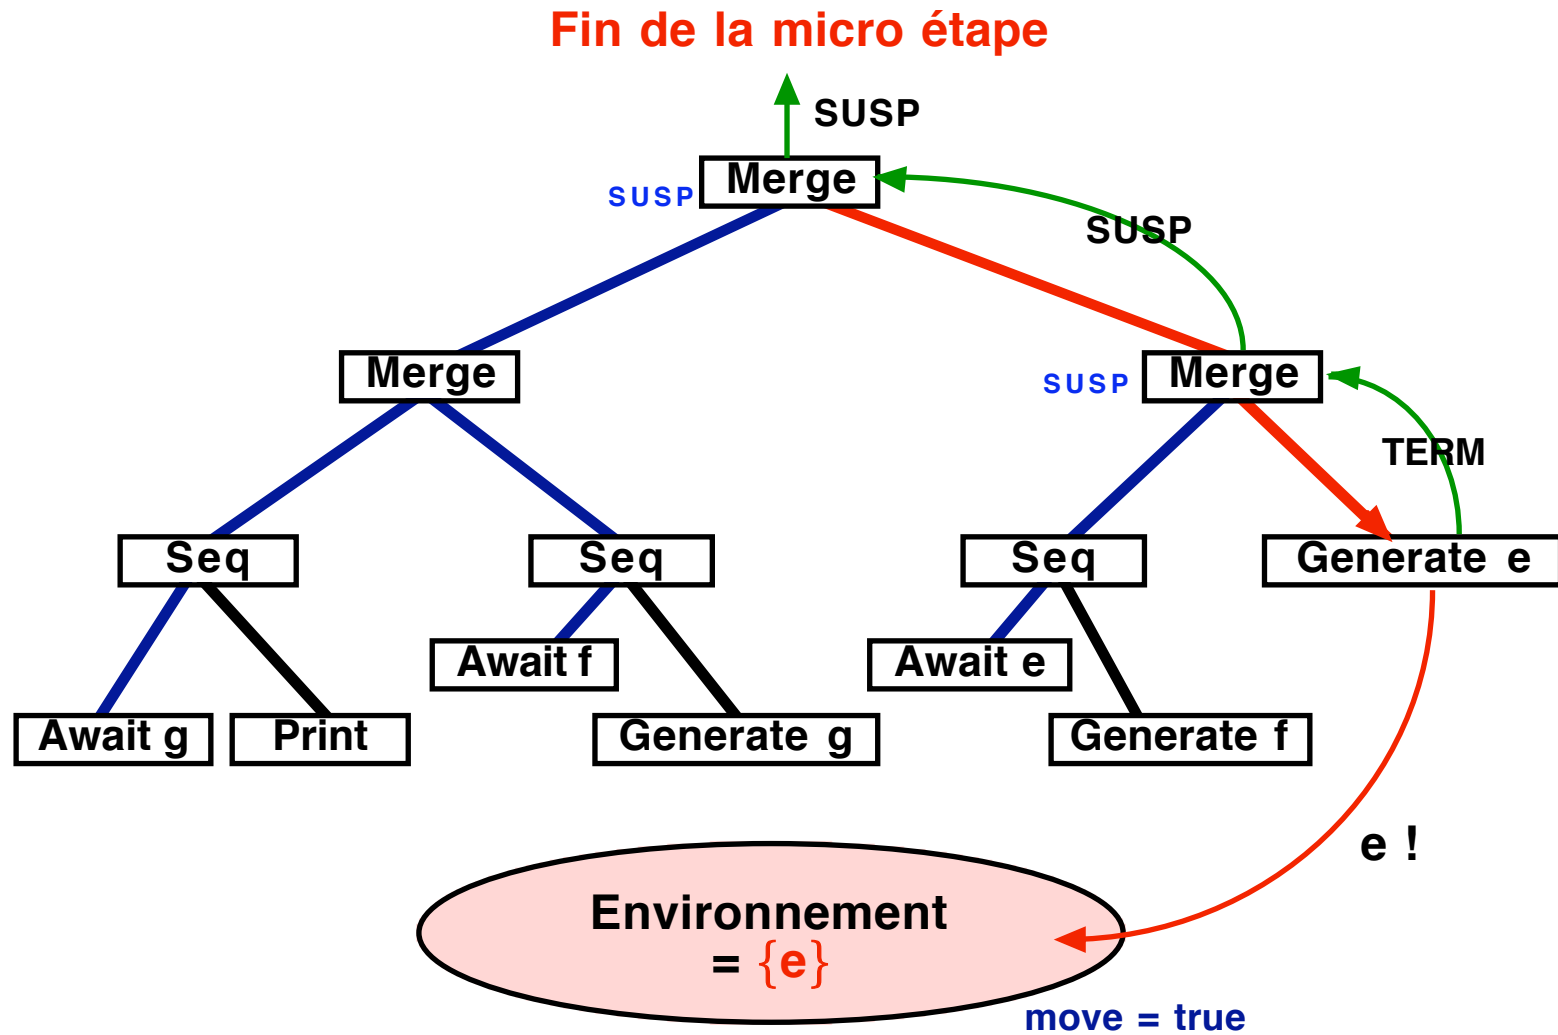 Fin de la micro étape
SUSP
Merge
SUSP
SUSP
Merge
SUSP
Merge
TERM
Seq
Seq
Seq
Generate e
Await f
Await e
Await g
Print
Generate g
Generate f
e !
Environnement
= {e}
move = true